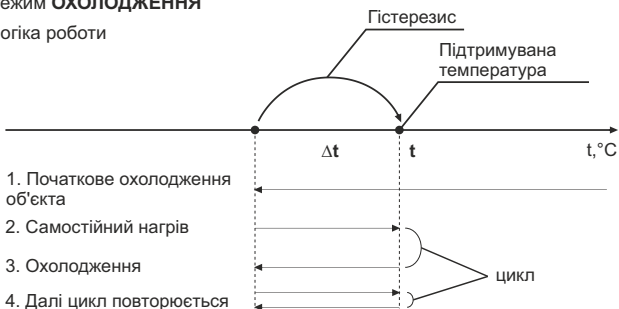 ежим ОХОЛОДЖЕННЯ
огіка роботи
Гістерезис
Підтримувана
температура
Δt
t
t,°C
1. Початкове охолодження
об'єкта
2. Самостійний нагрів
3. Охолодження
цикл
4. Далі цикл повторюється